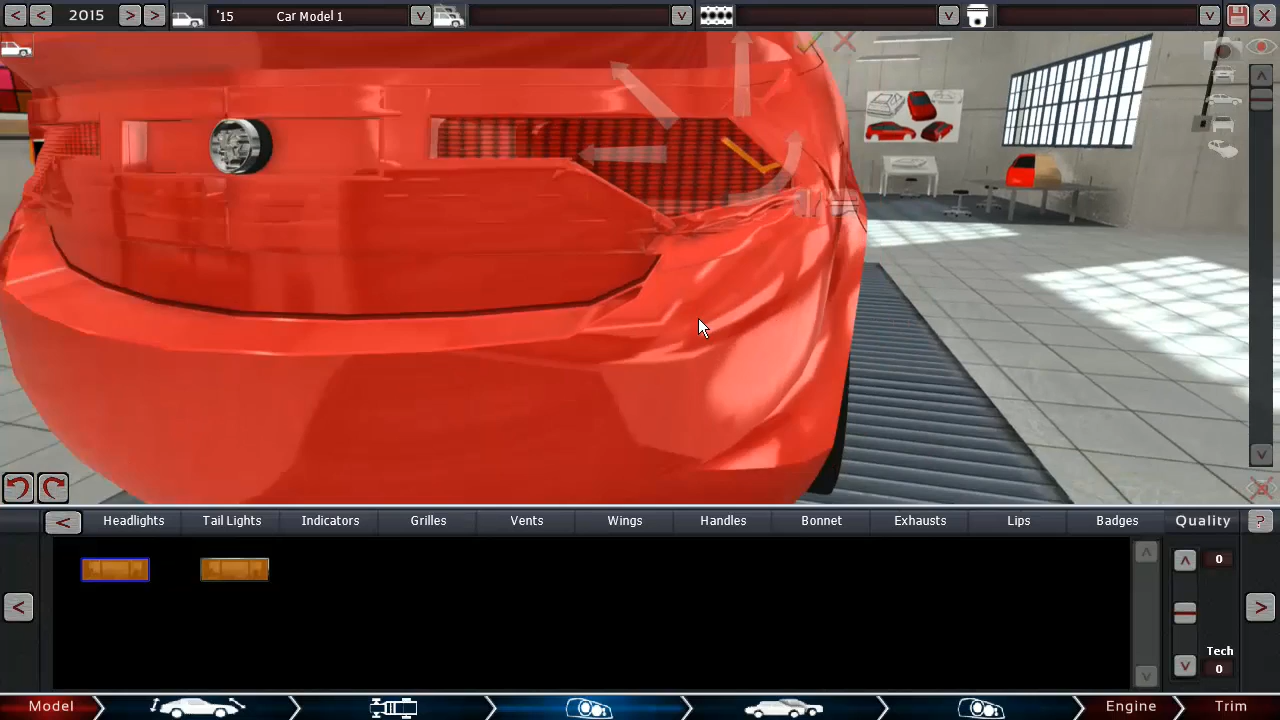 2015 '15 Car Model 1
Headlights Tail Lights Indicators Grilles Vents Wings Handles Bonnet Exhausts Lips Badges Quality ?
0
Tech
0
Model Engine Trim